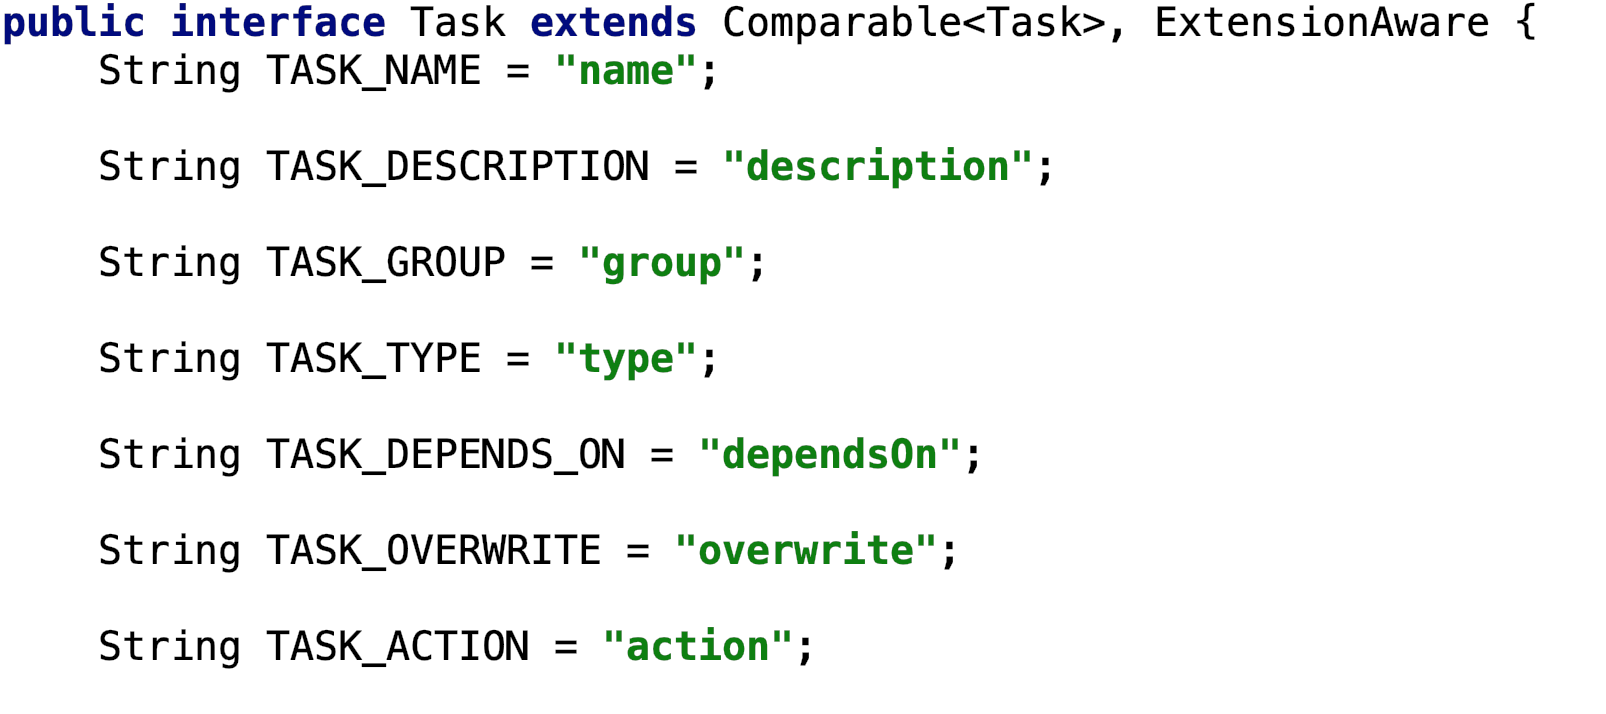 public interface Task extends Comparable<Task>, ExtensionAware {
    String TASK_NAME = "name";
    String TASK_DESCRIPTION = "description";
    String TASK_GROUP = "group";
    String TASK_TYPE = "type";
    String TASK_DEPENDS_ON = "dependsOn";
    String TASK_OVERWRITE = "overwrite";
    String TASK_ACTION = "action";